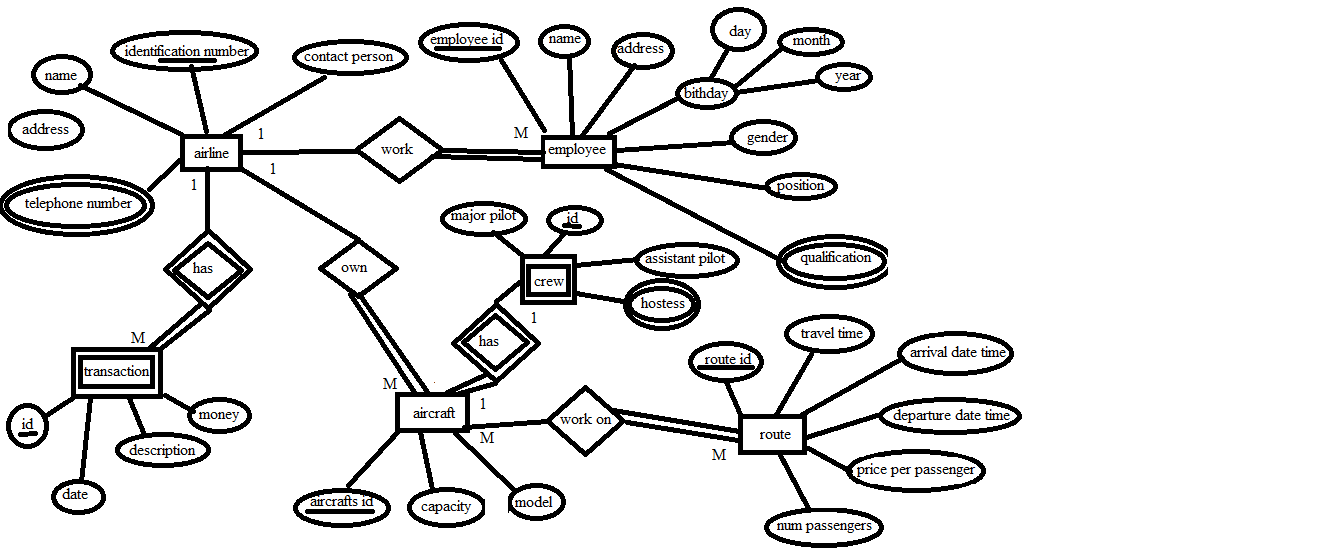 day
employee id
name
address
month
identification number
contact person
name
bithday
year
address
1
M
gender
airline
work
employee
1
1
position
telephone number
major pilot
id
has
own
assistant pilot
qualification
crew
hostess
1
M
has
travel time
route id
arrival date time
transaction
M
1
id
money
aircraft
work on
departure date time
description
M
M
route
price per passenger
date
aircrafts id
capacity
model
num passengers